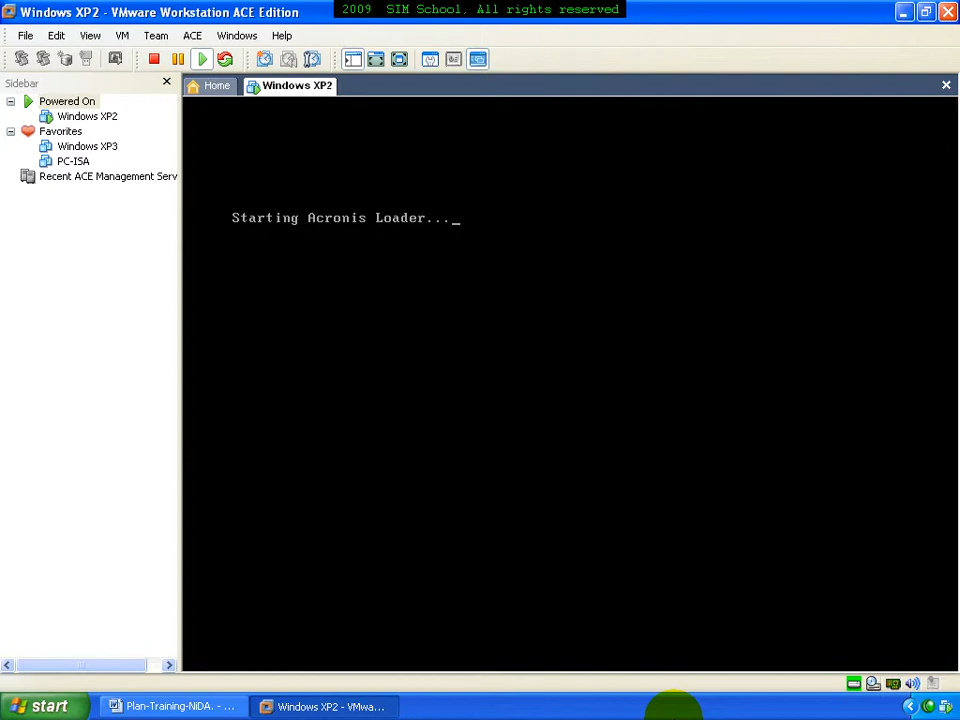 Windows XP2 - VMware Workstation ACE Edition
2009 SIM School, All rights reserved
File Edit View VM Team ACE Windows Help
Sidebar
Home
Windows XP2
Powered On
Windows XP2
Favorites
Windows XP3
PC-ISA
Recent ACE Management Serv
Starting Acronis Loader..._
start
Plan-Training-NiDA. - ...
Windows XP2 - VMwa...